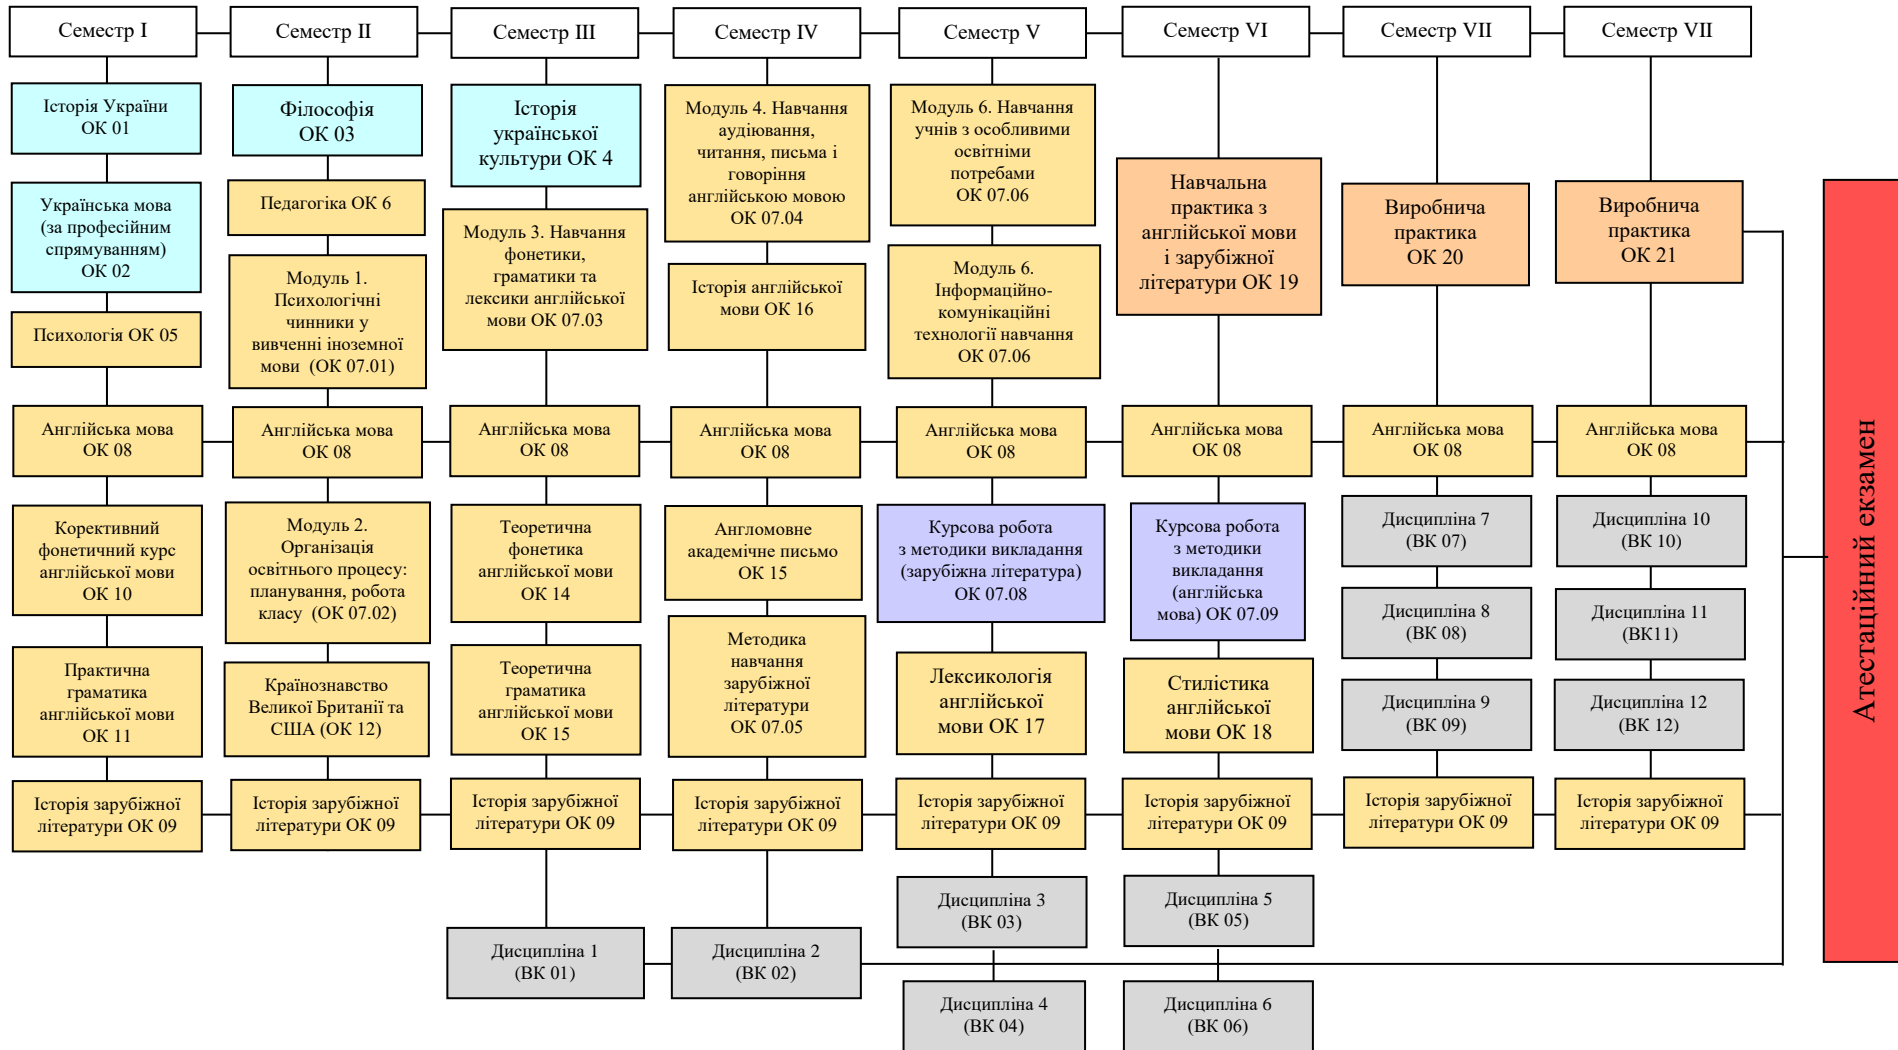 Семестр I
Семестр II
Семестр III
Семестр IV
Семестр V
Семестр VI
Семестр VII
Семестр VII
Історія України
ОК 01
Українська мова
(за професійним
спрямуванням)
ОК 02
Психологія ОК 05
Англійська мова
ОК 08
Корективний
фонетичний курс
англійської мови
ОК 10
Практична
граматика
англійської мови
ОК 11
Історія зарубіжної
літератури ОК 09
Філософія
ОК 03
Педагогіка ОК 6
Модуль 1.
Психологічні
чинники у
вивченні іноземної
мови (ОК 07.01)
Англійська мова
ОК 08
Модуль 2.
Організація
освітнього процесу:
планування, робота
класу (ОК 07.02)
Країнознавство
Великої Британії та
США (ОК 12)
Історія зарубіжної
літератури ОК 09
Історія
української
культури ОК 4
Модуль 3. Навчання
фонетики,
граматики та
лексики англійської
мови ОК 07.03
Англійська мова
ОК 08
Теоретична
фонетика
англійської мови
ОК 14
Теоретична
граматика
англійської мови
ОК 15
Історія зарубіжної
літератури ОК 09
Дисципліна 1
(ВК 01)
Модуль 4. Навчання
аудіювання,
читання, письма і
говоріння
англійською мовою
ОК 07.04
Історія англійської
мови ОК 16
Англійська мова
ОК 08
Англомовне
академічне письмо
ОК 15
Методика
навчання
зарубіжної
літератури
ОК 07.05
Історія зарубіжної
літератури ОК 09
Дисципліна 2
(ВК 02)
Модуль 6. Навчання
учнів з особливими
освітніми
потребами
ОК 07.06
Модуль 6.
Інформаційно-
комунікаційні
технології навчання
ОК 07.06
Англійська мова
ОК 08
Курсова робота
з методики викладання
(зарубіжна література)
ОК 07.08
Лексикологія
англійської
мови ОК 17
Історія зарубіжної
літератури ОК 09
Дисципліна 3
(ВК 03)
Дисципліна 4
(ВК 04)
Навчальна
практика з
англійської мови
і зарубіжної
літератури ОК 19
Англійська мова
ОК 08
Курсова робота
з методики
викладання
(англійська
мова) ОК 07.09
Стилістика
англійської
мови ОК 18
Історія зарубіжної
літератури ОК 09
Дисципліна 5
(ВК 05)
Дисципліна 6
(ВК 06)
Виробнича
практика
ОК 20
Англійська мова
ОК 08
Дисципліна 7
(ВК 07)
Дисципліна 8
(ВК 08)
Дисципліна 9
(ВК 09)
Історія зарубіжної
літератури ОК 09
Виробнича
практика
ОК 21
Англійська мова
ОК 08
Дисципліна 10
(ВК 10)
Дисципліна 11
(ВК11)
Дисципліна 12
(ВК 12)
Історія зарубіжної
літератури ОК 09
Атестаційний екзамен